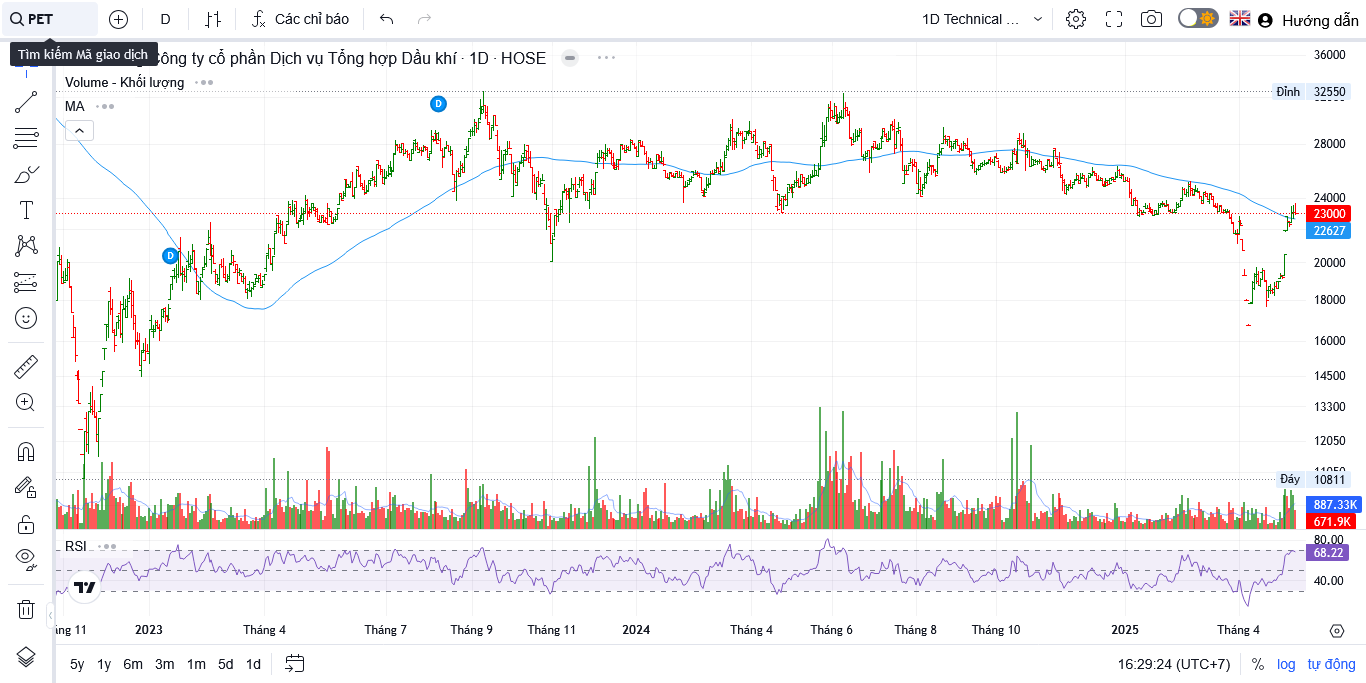 PET
D
Các chỉ báo
1D Technical ...
Hướng dẫn
Tìm kiếm Mã giao dịch
Công ty cổ phần Dịch vụ Tổng hợp Dầu khí · 1D · HOSE
Volume - Khối lượng
MA
D
D
36000
Đỉnh 32550
28000
24000
23000
22627
20000
18000
16000
14500
13300
12050
11050
Đáy 10811
887.33K
671.9K
RSI
80.00
68.22
40.00
áng 11
2023
Tháng 4
Tháng 7
Tháng 9
Tháng 11
2024
Tháng 4
Tháng 6
Tháng 8
Tháng 10
2025
Tháng 4
5y 1y 6m 3m 1m 5d 1d
16:29:24 (UTC+7) % log tự động